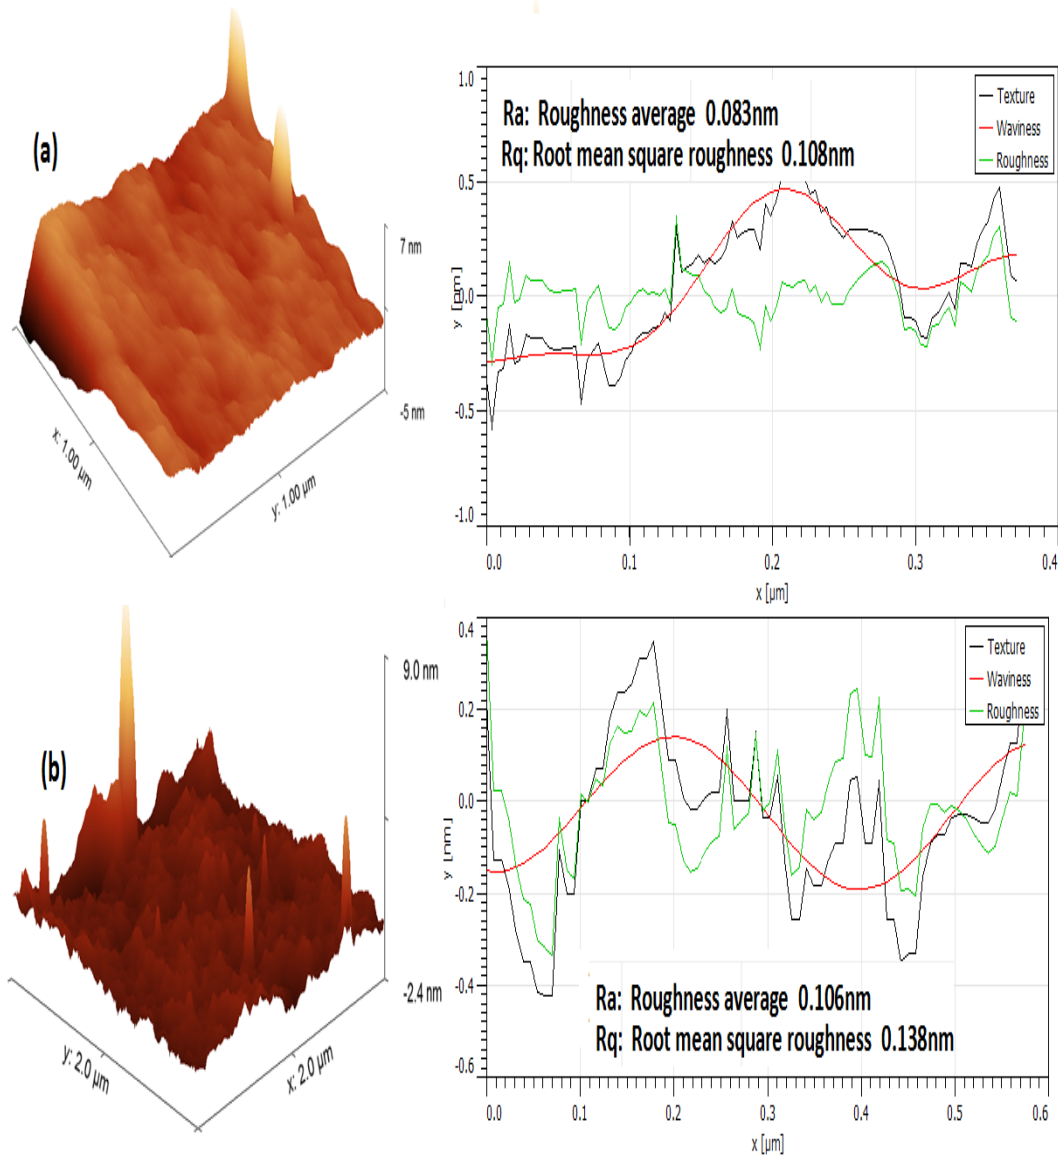 (a)
7 nm
-5 nm
x: 1.00 µm
y: 1.00 µm
Ra: Roughness average 0.083nm
Rq: Root mean square roughness 0.108nm
Texture
Waviness
Roughness
1.0
0.5
0.0
-0.5
-1.0
y [nm]
0.0 0.1 0.2 0.3 0.4
x [µm]
(b)
9.0 nm
-2.4 nm
y: 2.0 µm
x: 2.0 µm
Texture
Waviness
Roughness
0.4
0.2
0.0
-0.2
-0.4
-0.6
y [nm]
Ra: Roughness average 0.106nm
Rq: Root mean square roughness 0.138nm
0.0 0.1 0.2 0.3 0.4 0.5 0.6
x [µm]